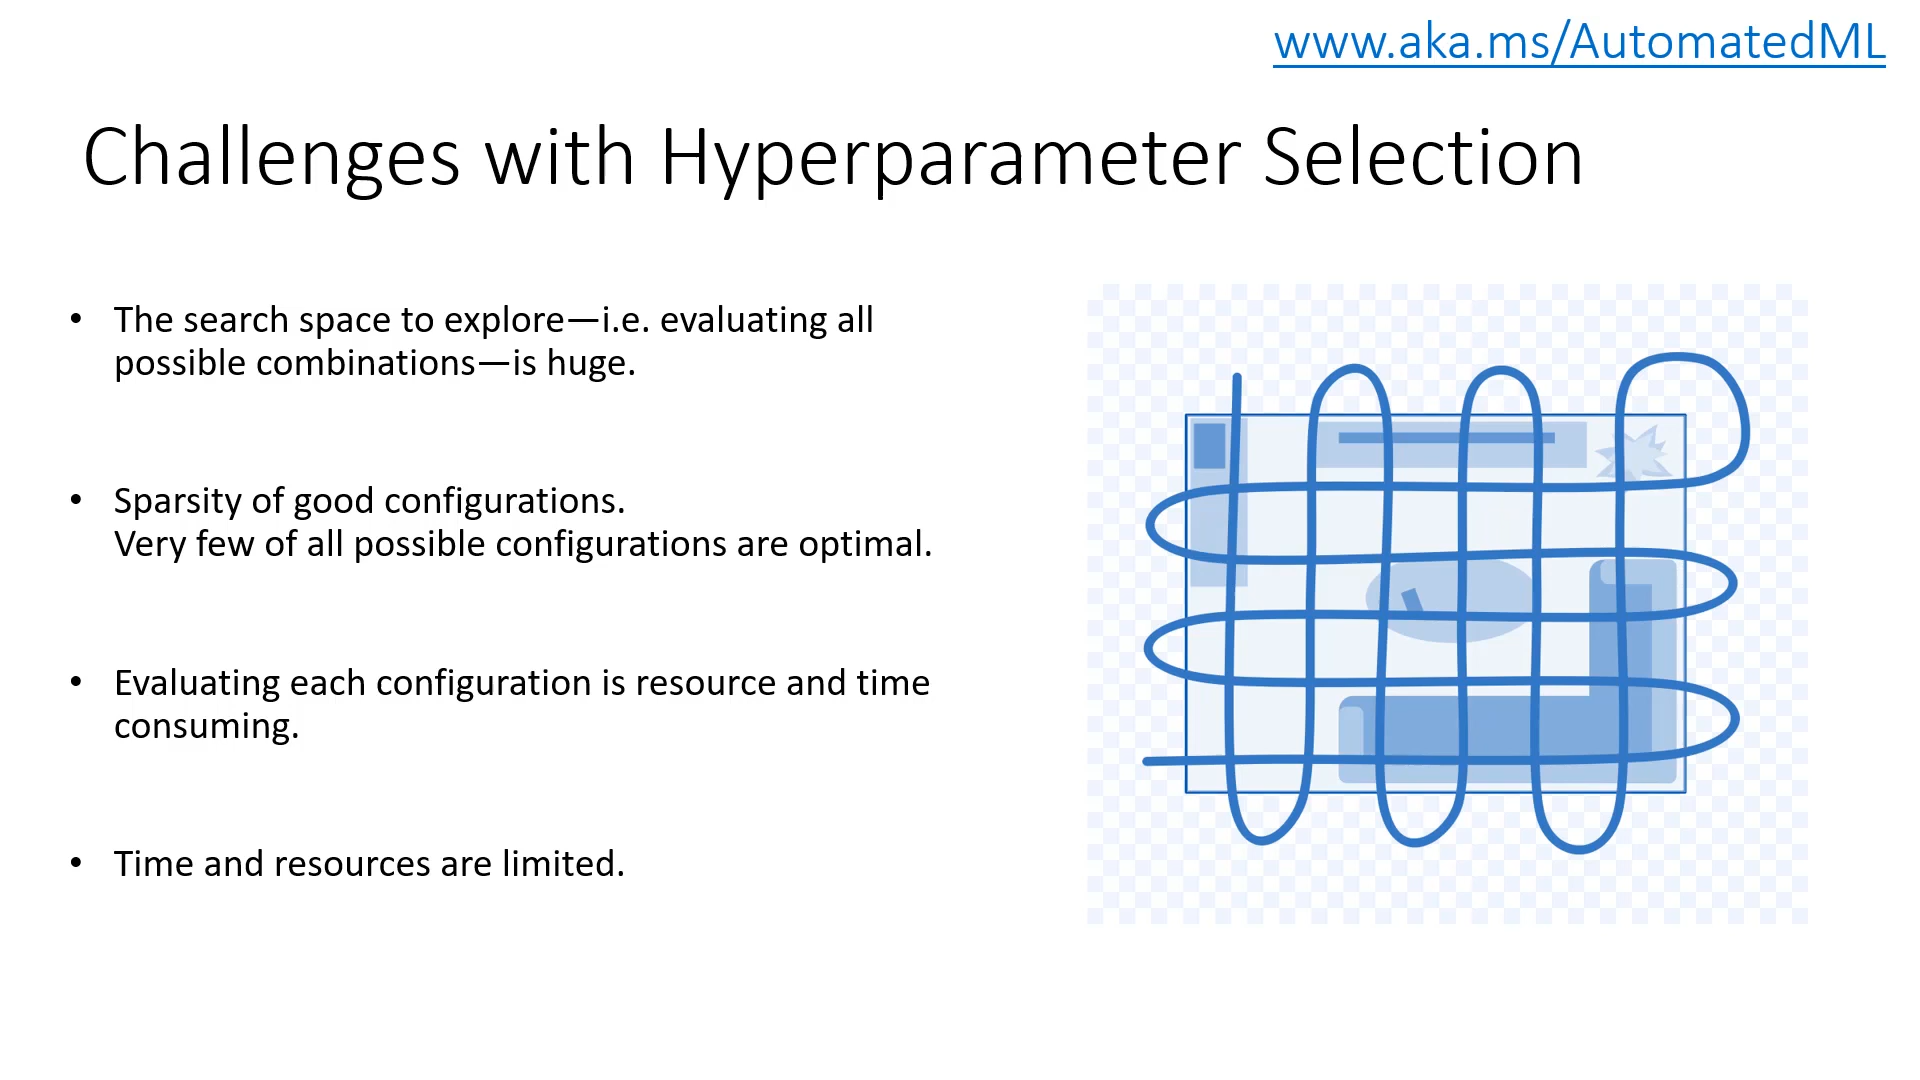 www.aka.ms/AutomatedML
Challenges with Hyperparameter Selection
• The search space to explore—i.e. evaluating all
possible combinations—is huge.
• Sparsity of good configurations.
Very few of all possible configurations are optimal.
• Evaluating each configuration is resource and time
consuming.
• Time and resources are limited.